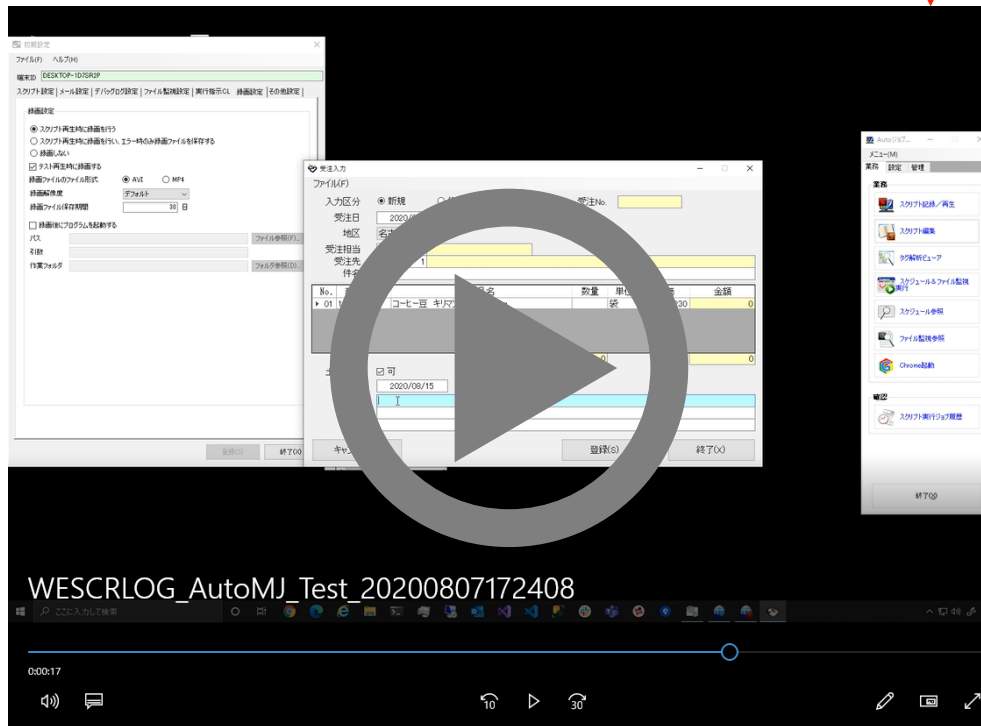 初期設定
ファイル(F) ヘルプ(H)
端末ID DESKTOP-1D7SR2P
スクリプト設定 メール設定 デバッグログ設定 ファイル監視設定 実行指示CL 録画設定 その他設定
録画設定
スクリプト再生時に録画を行う
スクリプト再生時に録画を行い、エラー時のみ録画ファイルを保存する
録画しない
テスト再生時に録画する
録画ファイルのファイル形式 AVI MP4
録画解像度 デフォルト
録画ファイル保存期間 30 日
録画後にプログラムを起動する
パス ファイル参照(F)...
引数
作業フォルダ フォルダ参照(D)...
登録(S) 終了(X)
受注入力
ファイル(F)
入力区分 新規 受注No.
受注日
地区
受注担当
受注先 1
件名
No. 数量 金額
01 コーヒー豆 袋 0
0
可
2020/08/15
登録(S) 終了(X)
Autoジョブ...
メニュー(M)
業務 設定 管理
業務
スクリプト記録/再生
スクリプト編集
タグ解析ビューア
スケジュール&ファイル監視実行
スケジュール参照
ファイル監視参照
Chrome起動
確認
スクリプト実行ジョブ履歴
終了(X)
WESCRLOG_AutoMJ_Test_20200807172408
ここに入力して検索
0:00:17
10
30